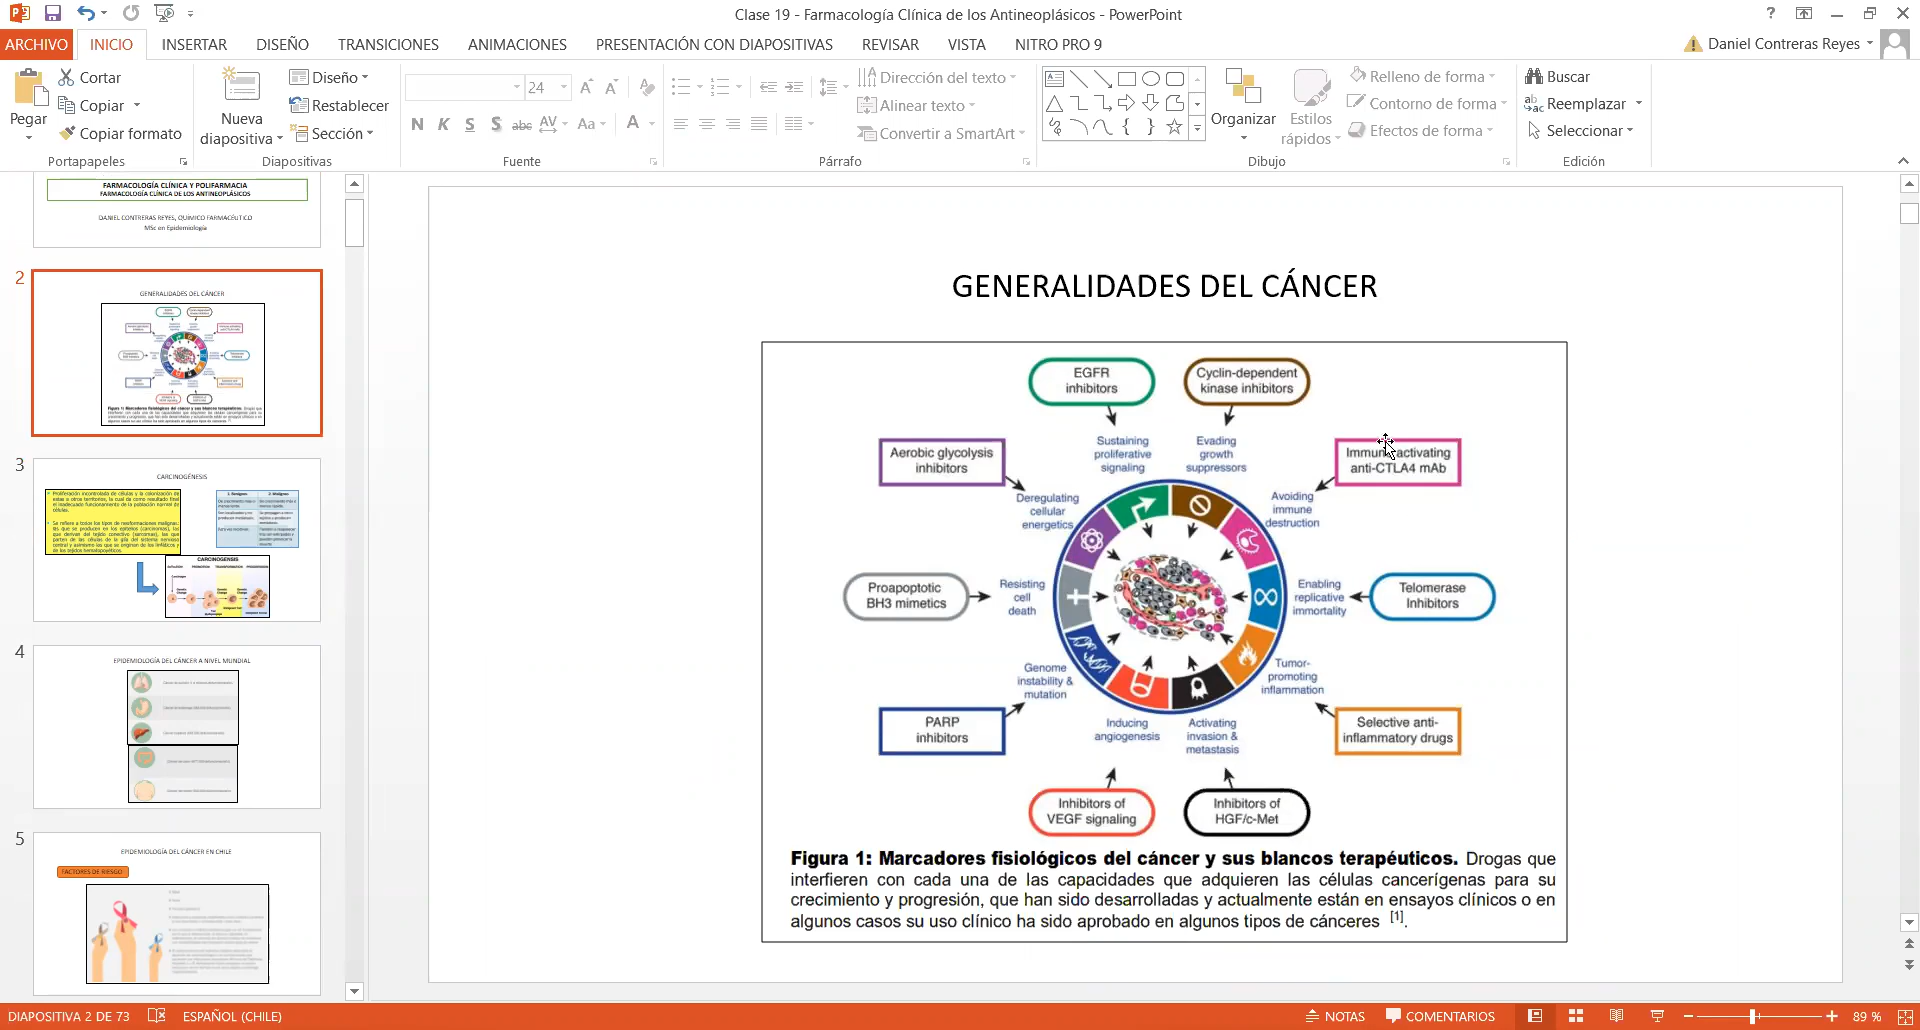 Clase 19 - Farmacología Clínica de los Antineoplásicos - PowerPoint
ARCHIVO INICIO INSERTAR DISEÑO TRANSICIONES ANIMACIONES PRESENTACIÓN CON DIAPOSITIVAS REVISAR VISTA NITRO PRO 9
Daniel Contreras Reyes
Pegar
Cortar
Copiar
Copiar formato
Portapapeles
Nueva
diapositiva
Diseño
Restablecer
Sección
Diapositivas
24
N K S S abc AV Aa A
Fuente
Dirección del texto
Alinear texto
Convertir a SmartArt
Párrafo
Organizar
Estilos
rápidos
Relleno de forma
Contorno de forma
Efectos de forma
Dibujo
Buscar
Reemplazar
Seleccionar
Edición
FARMACOLOGÍA CLÍNICA Y POLIFARMACIA
FARMACOLOGÍA CLÍNICA DE LOS ANTINEOPLÁSICOS
DANIEL CONTRERAS REYES, QUÍMICO FARMACÉUTICO
MSc en Epidemiología
2
GENERALIDADES DEL CÁNCER
3
CARCINOGÉNESIS
CARCINOGENESIS
4
EPIDEMIOLOGÍA DEL CÁNCER A NIVEL MUNDIAL
5
EPIDEMIOLOGÍA DEL CÁNCER EN CHILE
FACTORES DE RIESGO
GENERALIDADES DEL CÁNCER
EGFR
inhibitors
Cyclin-dependent
kinase inhibitors
Aerobic glycolysis
inhibitors
Sustaining
proliferative
signaling
Evading
growth
suppressors
Immune activating
anti-CTLA4 mAb
Deregulating
cellular
energetics
Avoiding
immune
destruction
Proapoptotic
BH3 mimetics
Resisting
cell
death
Enabling
replicative
immortality
Telomerase
Inhibitors
Genome
instability &
mutation
Tumor-
promoting
inflammation
PARP
inhibitors
Inducing
angiogenesis
Activating
invasion &
metastasis
Selective anti-
inflammatory drugs
Inhibitors of
VEGF signaling
Inhibitors of
HGF/c-Met
Figura 1: Marcadores fisiológicos del cáncer y sus blancos terapéuticos. Drogas que
interfieren con cada una de las capacidades que adquieren las células cancerígenas para su
crecimiento y progresión, que han sido desarrolladas y actualmente están en ensayos clínicos o en
algunos casos su uso clínico ha sido aprobado en algunos tipos de cánceres [1].
DIAPOSITIVA 2 DE 73 ESPAÑOL (CHILE) NOTAS COMENTARIOS 89 %